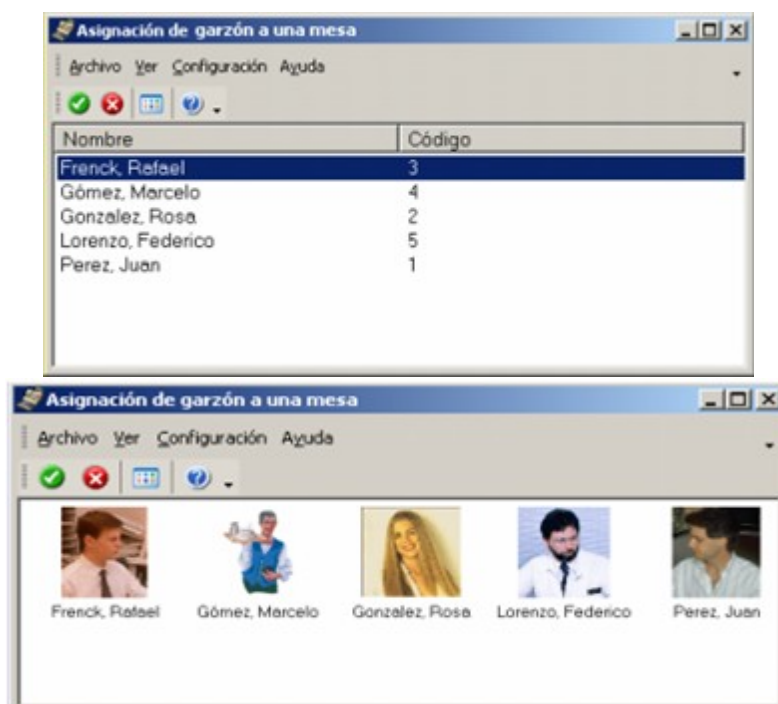 Asignación de garzón a una mesa
Archivo Ver Configuración Ayuda
Nombre Código
Frenck, Rafael 3
Gómez, Marcelo 4
Gonzalez, Rosa 2
Lorenzo, Federico 5
Perez, Juan 1
Asignación de garzón a una mesa
Archivo Ver Configuración Ayuda
Frenck, Rafael Gómez, Marcelo Gonzalez, Rosa Lorenzo, Federico Perez, Juan